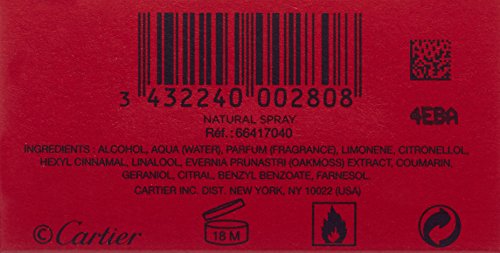 3 432240 002808
4EBA
NATURAL SPRAY
Réf.:66417040
INGREDIENTS : ALCOHOL, AQUA (WATER), PARFUM (FRAGRANCE), LIMONENE, CITRONELLOL,
HEXYL CINNAMAL, LINALOOL, EVERNIA PRUNASTRI (OAKMOSS) EXTRACT, COUMARIN,
GERANIOL, CITRAL, BENZYL BENZOATE, FARNESOL.
CARTIER INC. DIST. NEW YORK, NY 10022 (USA)
©Cartier
18 M